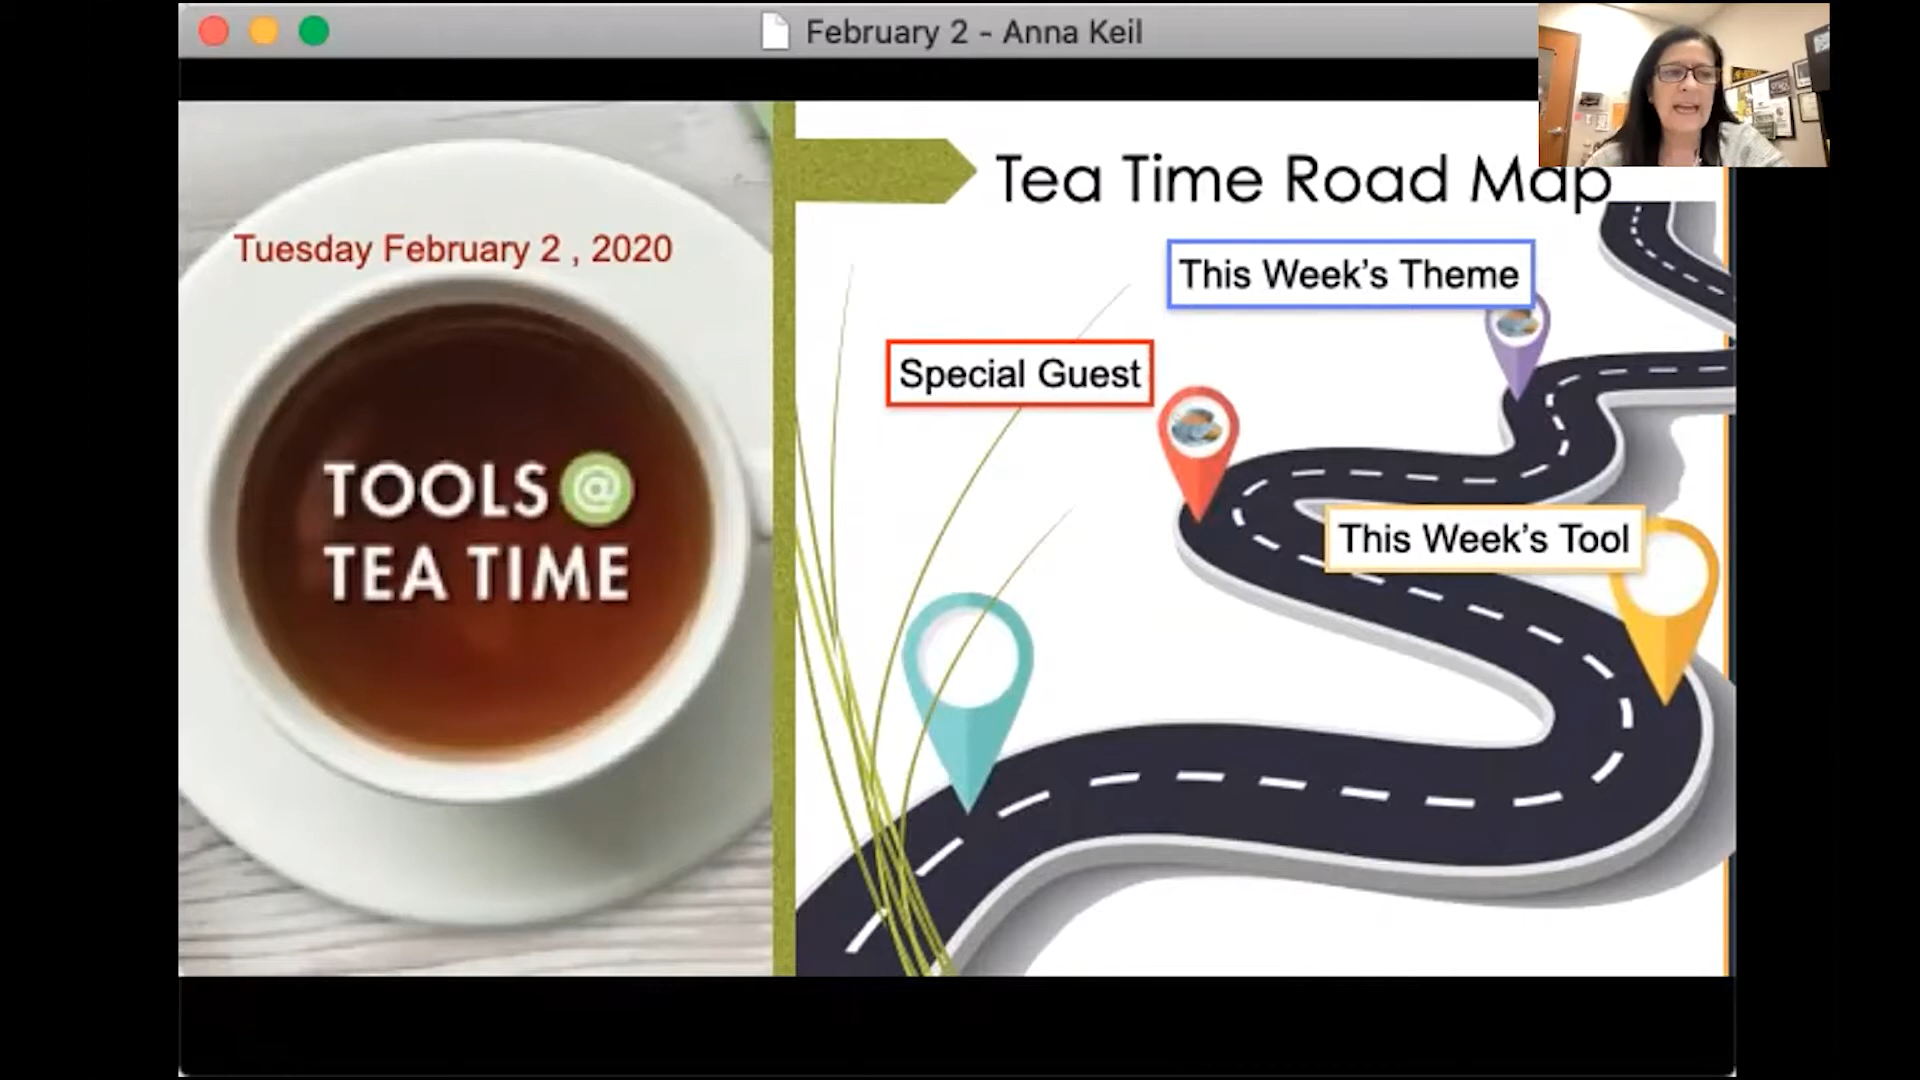 February 2 - Anna Keil
Tuesday February 2 , 2020
TOOLS @
TEA TIME
Tea Time Road Map
This Week’s Theme
Special Guest
This Week’s Tool